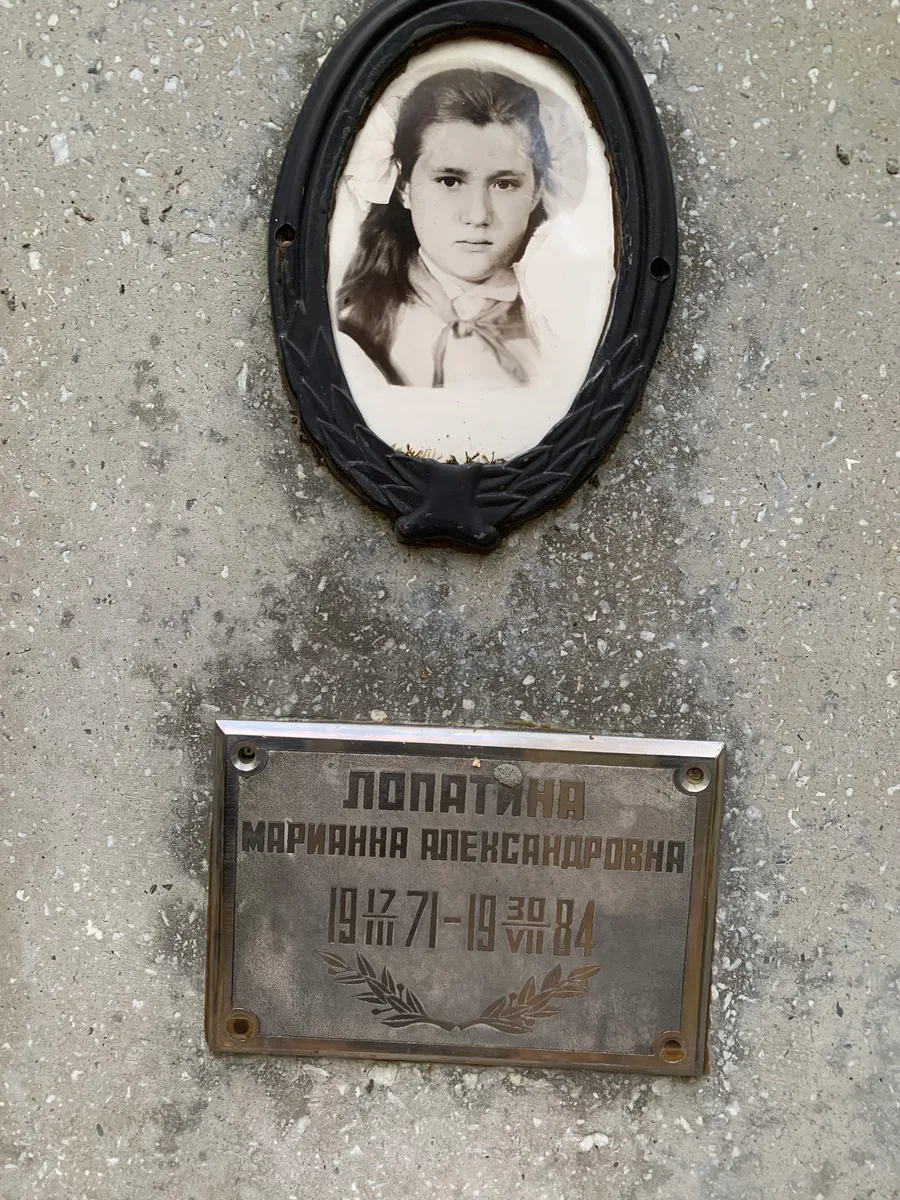 ЛОПАТИНА
МАРИАННА АЛЕКСАНДРОВНА
19 17/III 71-19 30/VII 84